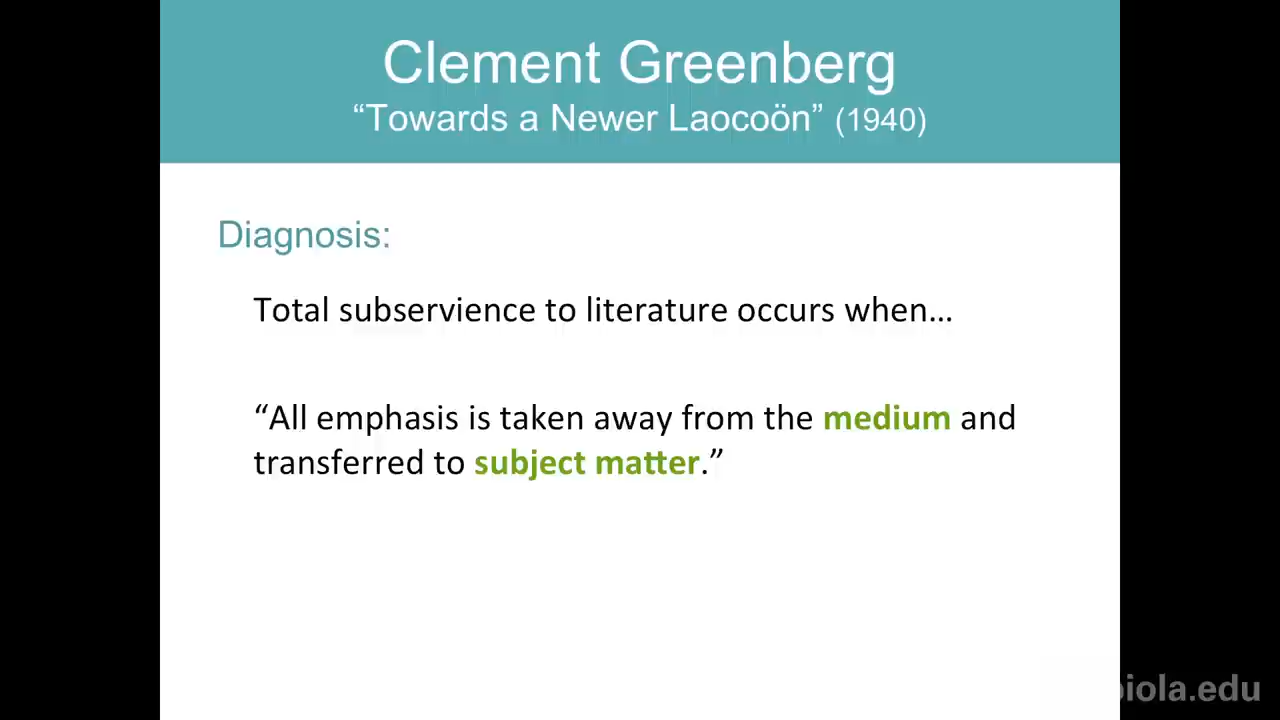 Clement Greenberg
“Towards a Newer Laocoön” (1940)
Diagnosis:
Total subservience to literature occurs when…
“All emphasis is taken away from the medium and
transferred to subject matter.”
biola.edu